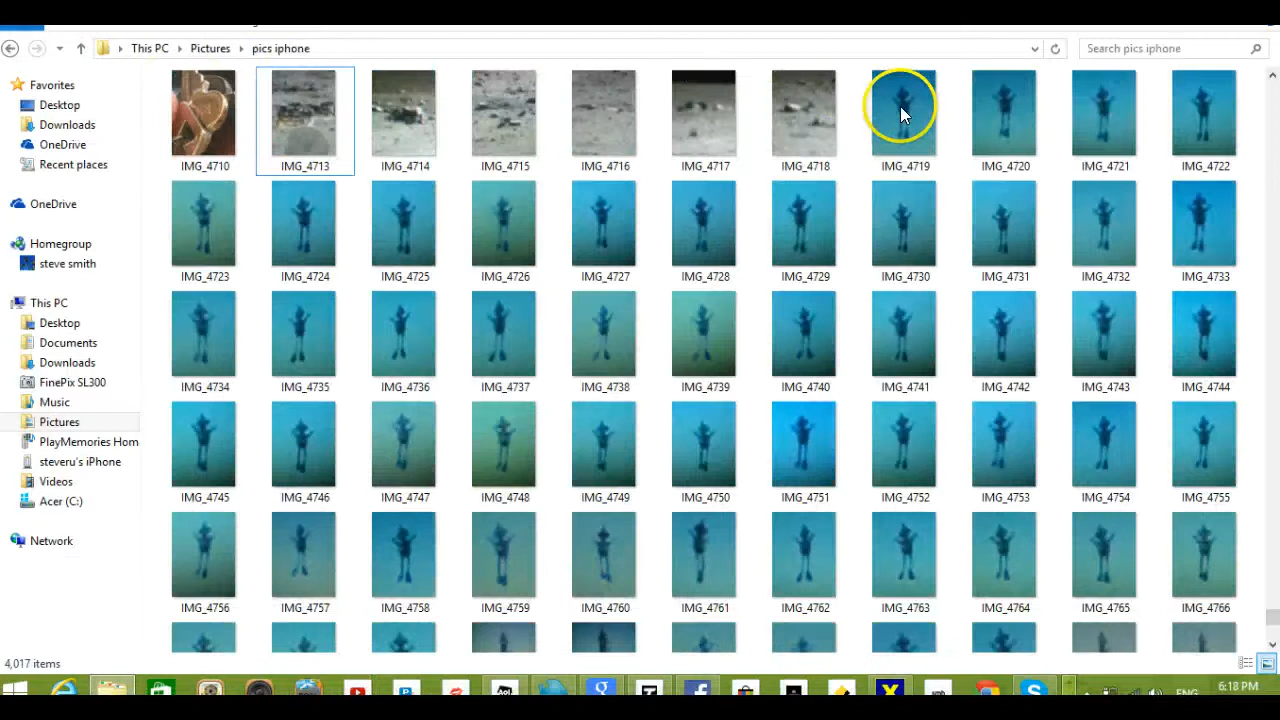 This PC
Pictures
pics iphone
Search pics iphone
Favorites
Desktop
Downloads
OneDrive
Recent places
OneDrive
Homegroup
steve smith
This PC
Desktop
Documents
Downloads
FinePix SL300
Music
Pictures
PlayMemories Hom
steveru's iPhone
Videos
Acer (C:)
Network
IMG_4710 IMG_4713 IMG_4714 IMG_4715 IMG_4716 IMG_4717 IMG_4718 IMG_4719 IMG_4720 IMG_4721 IMG_4722
IMG_4723 IMG_4724 IMG_4725 IMG_4726 IMG_4727 IMG_4728 IMG_4729 IMG_4730 IMG_4731 IMG_4732 IMG_4733
IMG_4734 IMG_4735 IMG_4736 IMG_4737 IMG_4738 IMG_4739 IMG_4740 IMG_4741 IMG_4742 IMG_4743 IMG_4744
IMG_4745 IMG_4746 IMG_4747 IMG_4748 IMG_4749 IMG_4750 IMG_4751 IMG_4752 IMG_4753 IMG_4754 IMG_4755
IMG_4756 IMG_4757 IMG_4758 IMG_4759 IMG_4760 IMG_4761 IMG_4762 IMG_4763 IMG_4764 IMG_4765 IMG_4766
4,017 items
Aol
ENG
6:18 PM